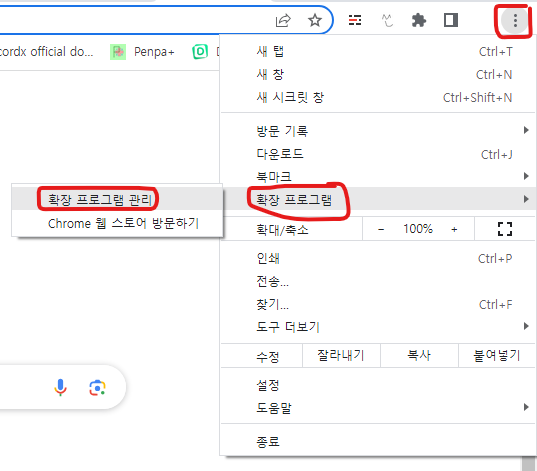 cordx official do... Penpa+
새 탭 Ctrl+T
새 창 Ctrl+N
새 시크릿 창 Ctrl+Shift+N
방문 기록
다운로드 Ctrl+J
북마크
확장 프로그램
확장 프로그램 관리
Chrome 웹 스토어 방문하기
확대/축소 − 100% +
인쇄 Ctrl+P
전송...
찾기... Ctrl+F
도구 더보기
수정 잘라내기 복사 붙여넣기
설정
도움말
종료